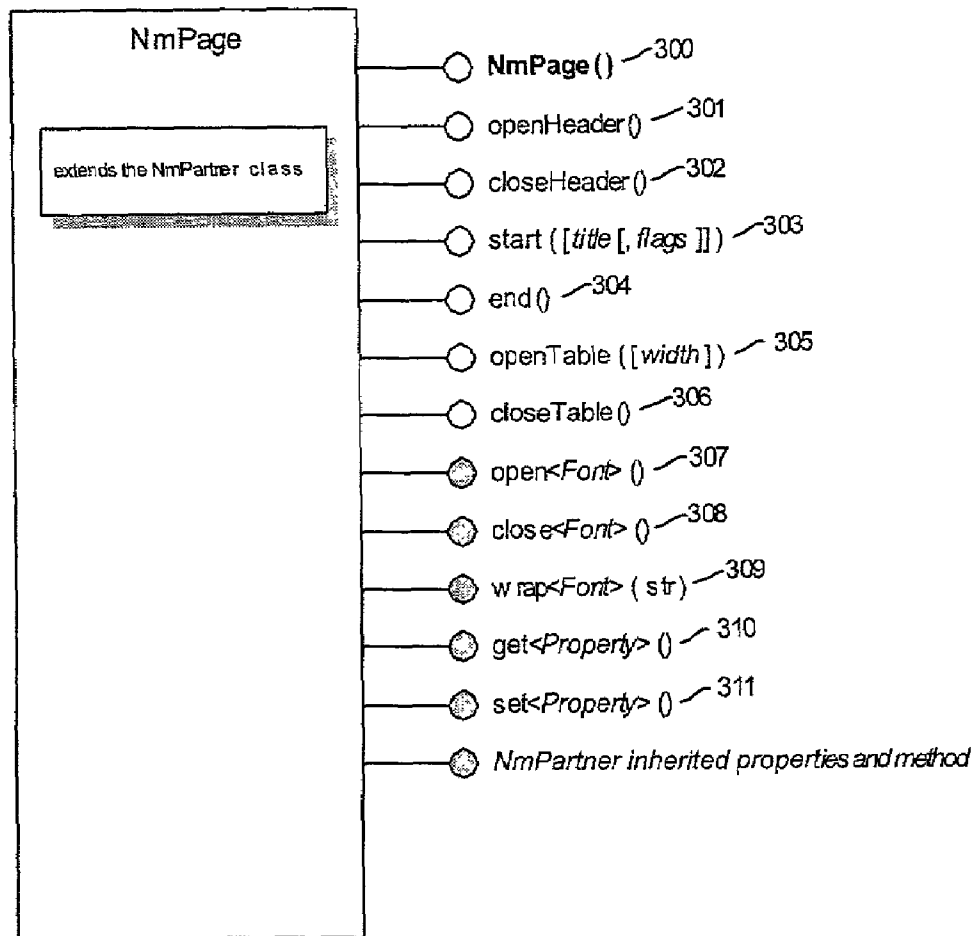 NmPage
extends the NmPartner class
NmPage() 300
openHeader() 301
closeHeader() 302
start ([title [, flags ]]) 303
end() 304
openTable ([width]) 305
closeTable() 306
open<Font> () 307
close<Font> () 308
wrap<Font> ( str) 309
get<Property> () 310
set<Property> () 311
NmPartner inherited properties and method